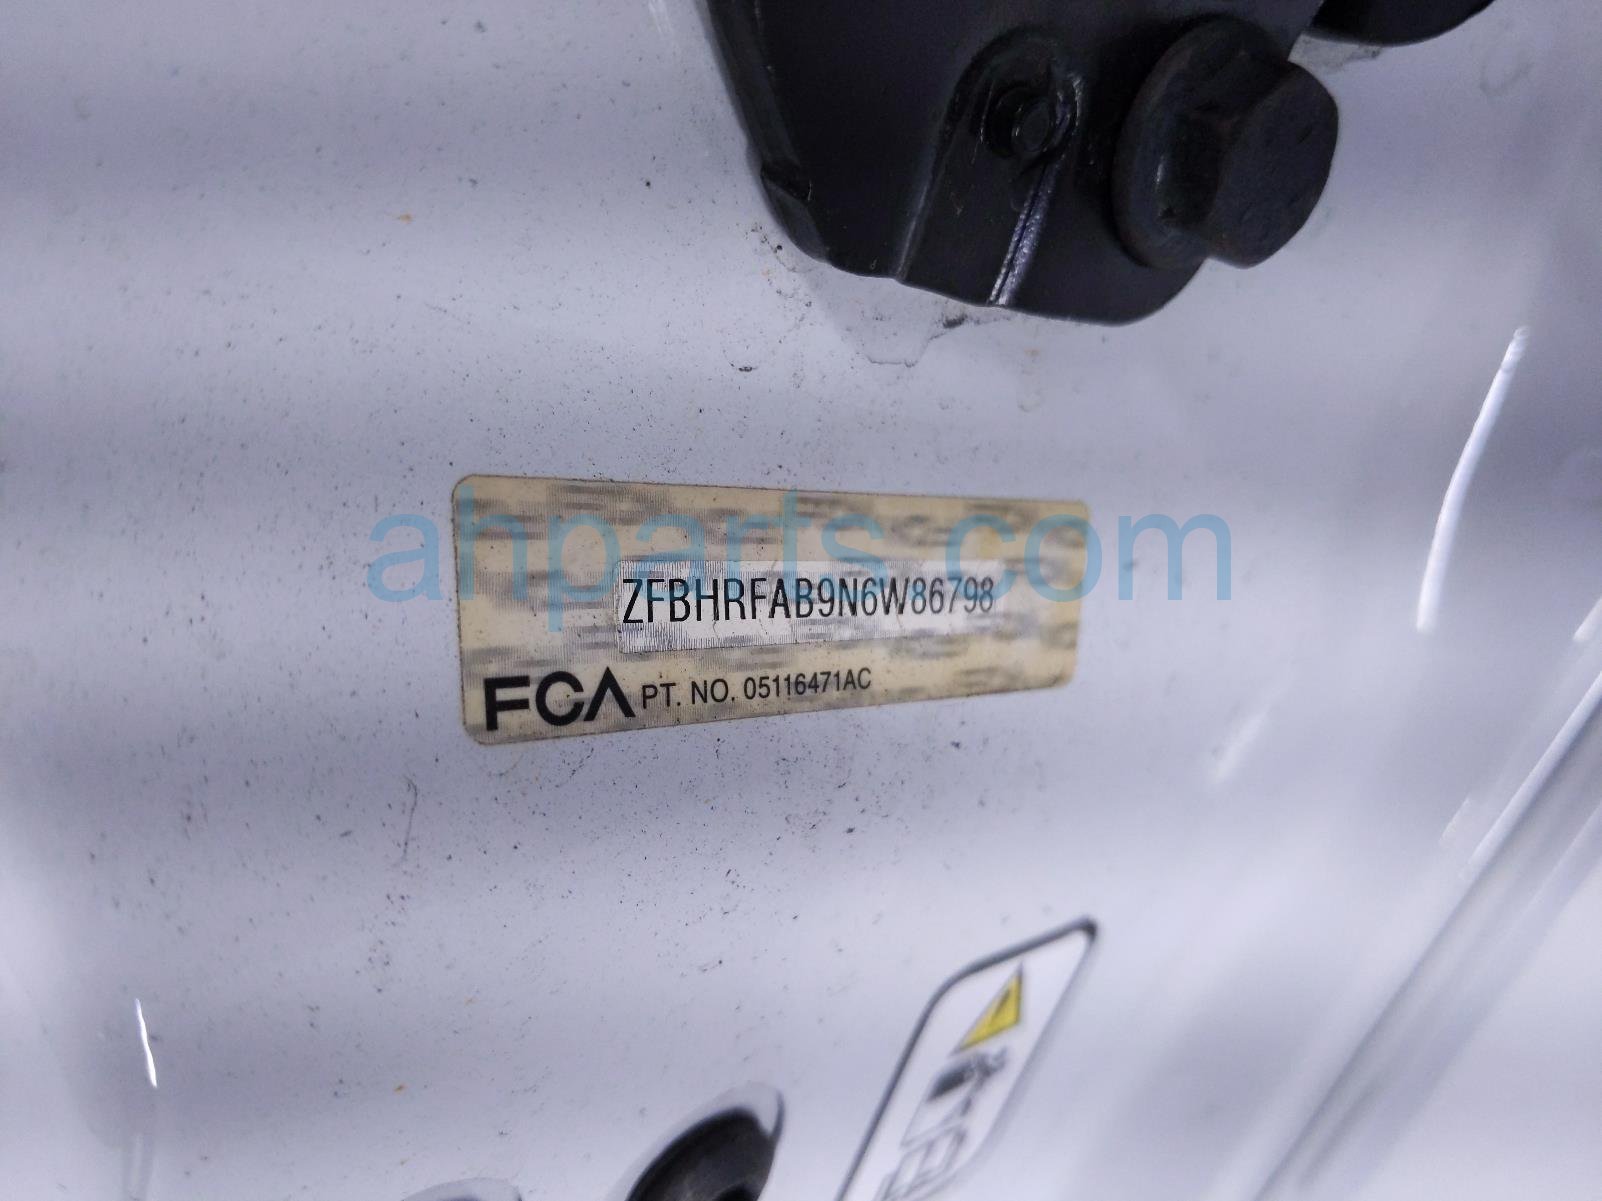 ahparts.com
ZFBHRFAB9N6W86798
FCA PT. NO. 05116471AC